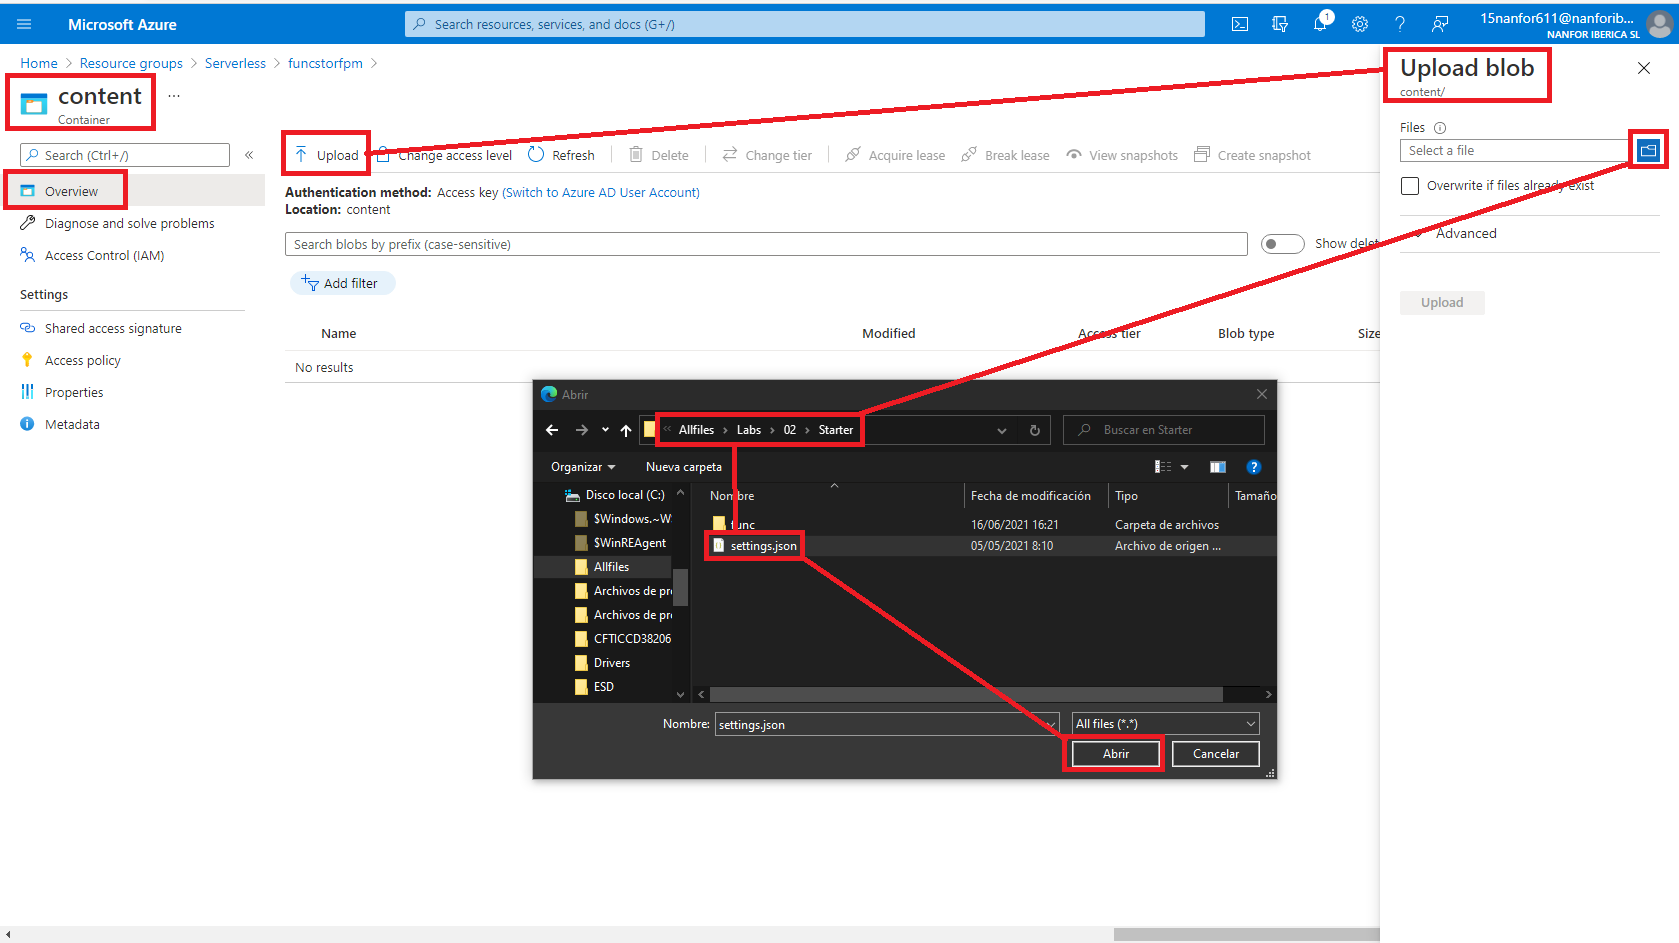 Microsoft Azure
Search resources, services, and docs (G+/)
1
15nanfor611@nanforib...
NANFOR IBERICA SL
Home > Resource groups > Serverless > funcstorfpm >
content
Container
...
Search (Ctrl+/)
«
Overview
Diagnose and solve problems
Access Control (IAM)
Settings
Shared access signature
Access policy
Properties
Metadata
Upload
Change access level
Refresh
Delete
Change tier
Acquire lease
Break lease
View snapshots
Create snapshot
Authentication method: Access key (Switch to Azure AD User Account)
Location: content
Search blobs by prefix (case-sensitive)
Show delet
Add filter
Name Modified Access tier Blob type Size
No results
Upload blob
content/
Files
Select a file
Overwrite if files already exist
Advanced
Upload
Abrir
« Allfiles > Labs > 02 > Starter
Buscar en Starter
Organizar
Nueva carpeta
Disco local (C:)
$Windows.~W
$WinREAgent
Allfiles
Archivos de pr
Archivos de pr
CFTICCD38206
Drivers
ESD
Nombre Fecha de modificación Tipo Tamaño
func 16/06/2021 16:21 Carpeta de archivos
settings.json 05/05/2021 8:10 Archivo de origen ...
Nombre: settings.json
All files (*.*)
Abrir
Cancelar